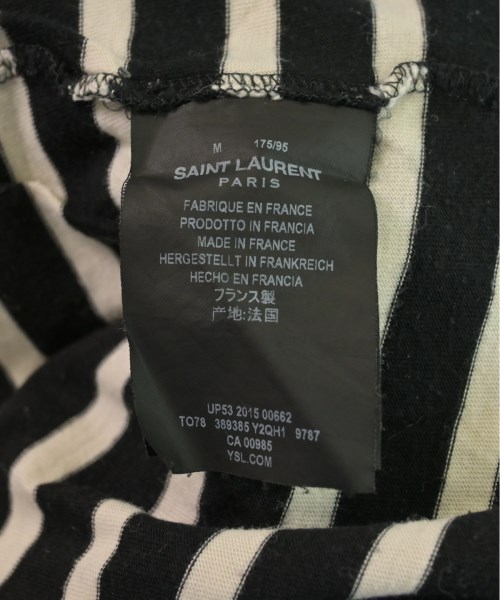 M 175/95
SAINT LAURENT
PARIS
FABRIQUE EN FRANCE
PRODOTTO IN FRANCIA
MADE IN FRANCE
HERGESTELLT IN FRANKREICH
HECHO EN FRANCIA
フランス製
产地:法国
UP53 2015 00662
TO78 389385 Y2QH1 9787
CA 00985
YSL.COM